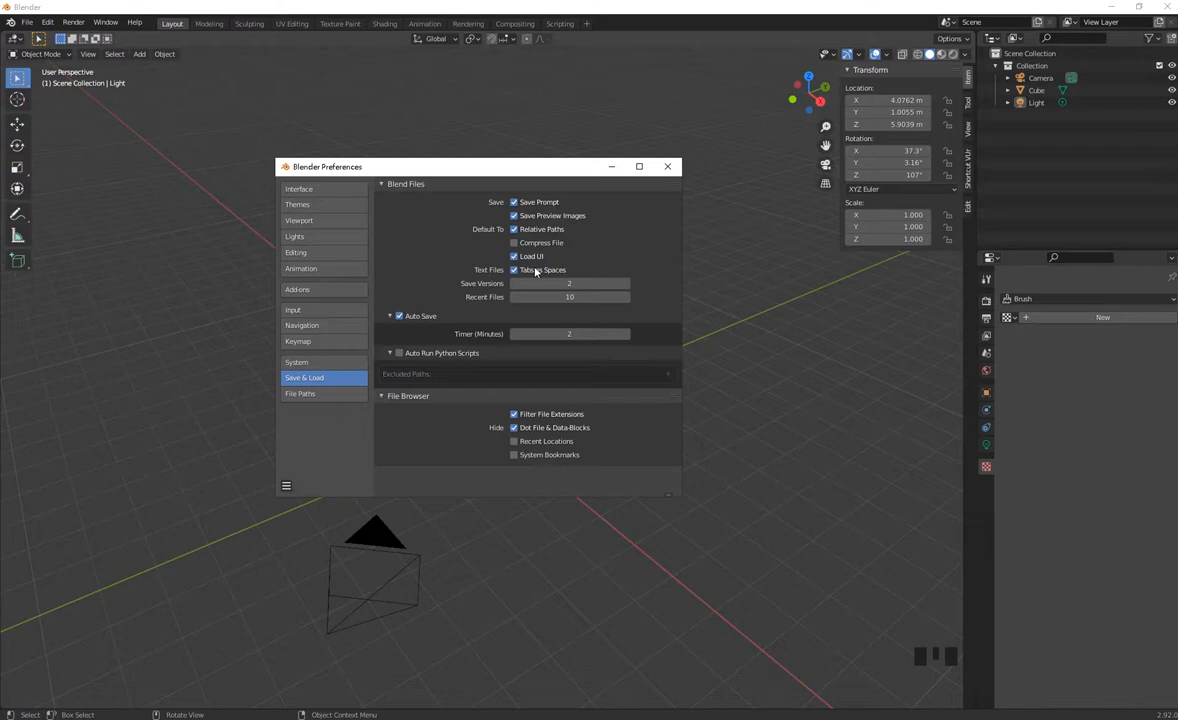 Blender
File Edit Render Window Help Layout Modeling Sculpting UV Editing Texture Paint Shading Animation Rendering Compositing Scripting + Scene View Layer
Global Options
Object Mode View Select Add Object
User Perspective
(1) Scene Collection | Light
Z
Y
X
Transform
Location:
X 4.0762 m
Y 1.0055 m
Z 5.9039 m
Rotation:
X 37.3°
Y 3.16°
Z 107°
XYZ Euler
Scale:
X 1.000
Y 1.000
Z 1.000
Item
Tool
View
Shortcut VUr
Edit
Scene Collection
Collection
Camera
Cube
Light
Brush
+ New
Blender Preferences
Interface
Themes
Viewport
Lights
Editing
Animation
Add-ons
Input
Navigation
Keymap
System
Save & Load
File Paths
Blend Files
Save Save Prompt
Save Preview Images
Default To Relative Paths
Compress File
Load UI
Text Files Spaces
Save Versions 2
Recent Files 10
Auto Save
Timer (Minutes) 2
Auto Run Python Scripts
Excluded Paths: +
File Browser
Filter File Extensions
Hide Dot File & Data-Blocks
Recent Locations
System Bookmarks
Select Box Select Rotate View Object Context Menu 2.92.0